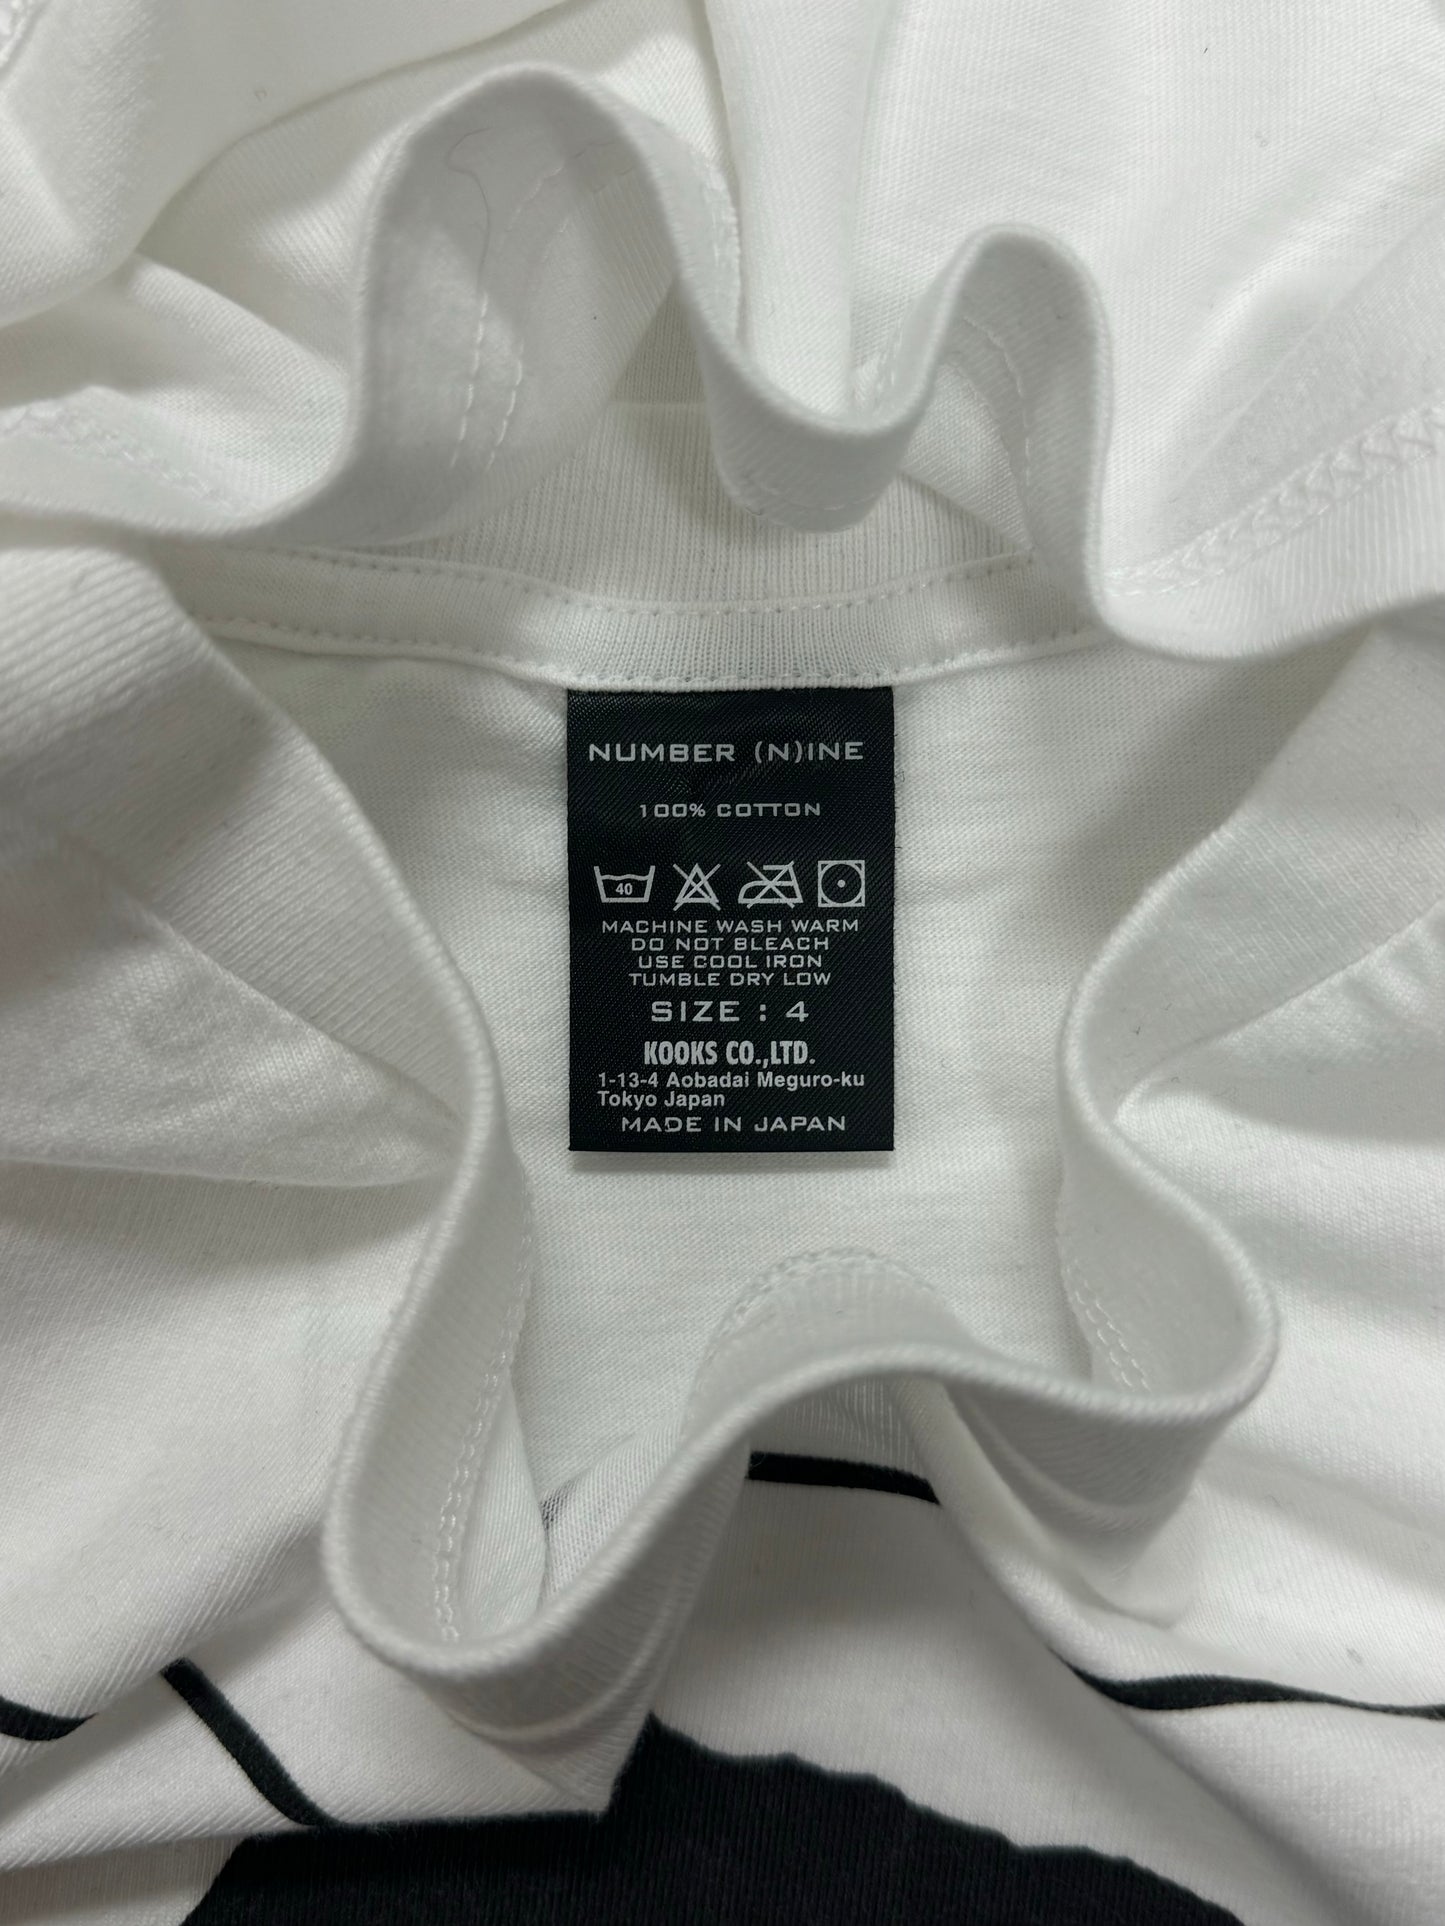 NUMBER (N)INE
100% COTTON
40
MACHINE WASH WARM
DO NOT BLEACH
USE COOL IRON
TUMBLE DRY LOW
SIZE : 4
KOOKS CO.,LTD.
1-13-4 Aobadai Meguro-ku
Tokyo Japan
MADE IN JAPAN